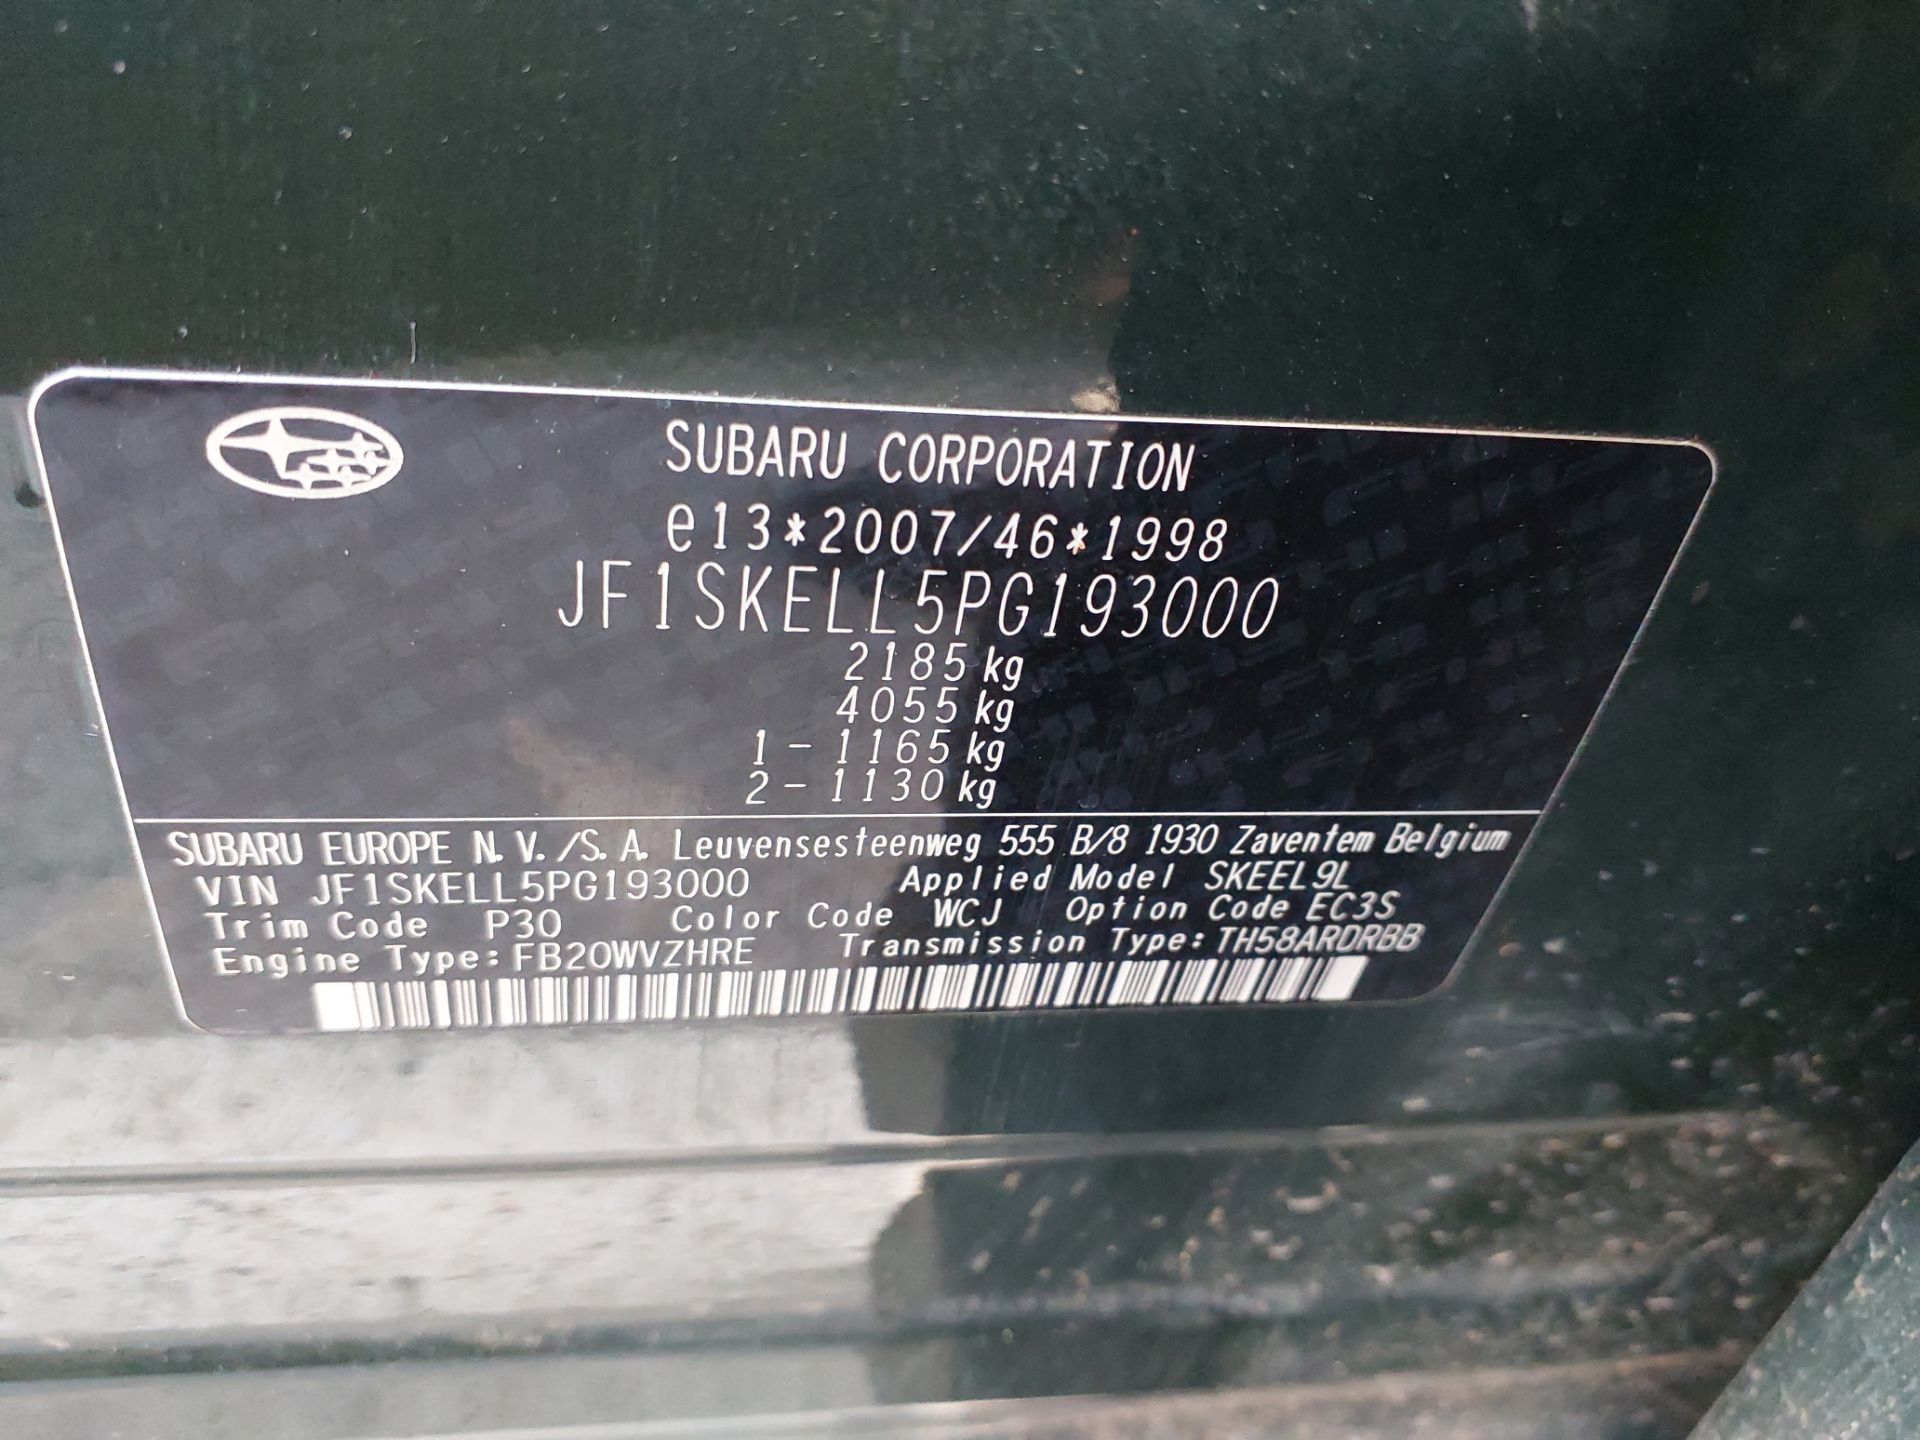 SUBARU CORPORATION
e13*2007/46*1998
JF1SKELL5PG193000
2185 kg
4055 kg
1 - 1165 kg
2 - 1130 kg
SUBARU EUROPE N.V./S.A. Leuvensesteenweg 555 B/8 1930 Zaventem Belgium
VIN JF1SKELL5PG193000 Applied Model SKEEL9L
Trim Code P30 Color Code WCJ Option Code EC3S
Engine Type: FB20WVZHRE Transmission Type: TH58ARDRBB